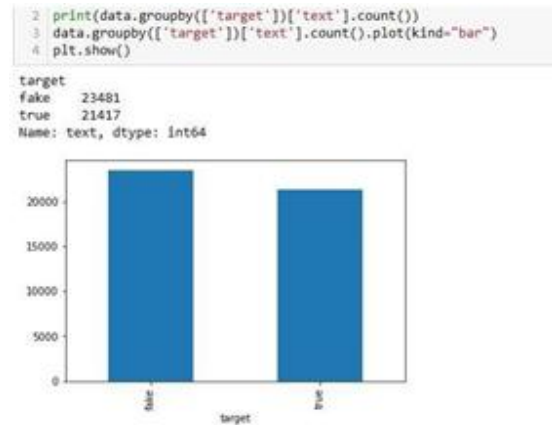 2 print(data.groupby(['target'])['text'].count())
3 data.groupby(['target'])['text'].count().plot(kind="bar")
4 plt.show()
target
fake 23481
true 21417
Name: text, dtype: int64
20000
15000
10000
5000
0
fake
true
target